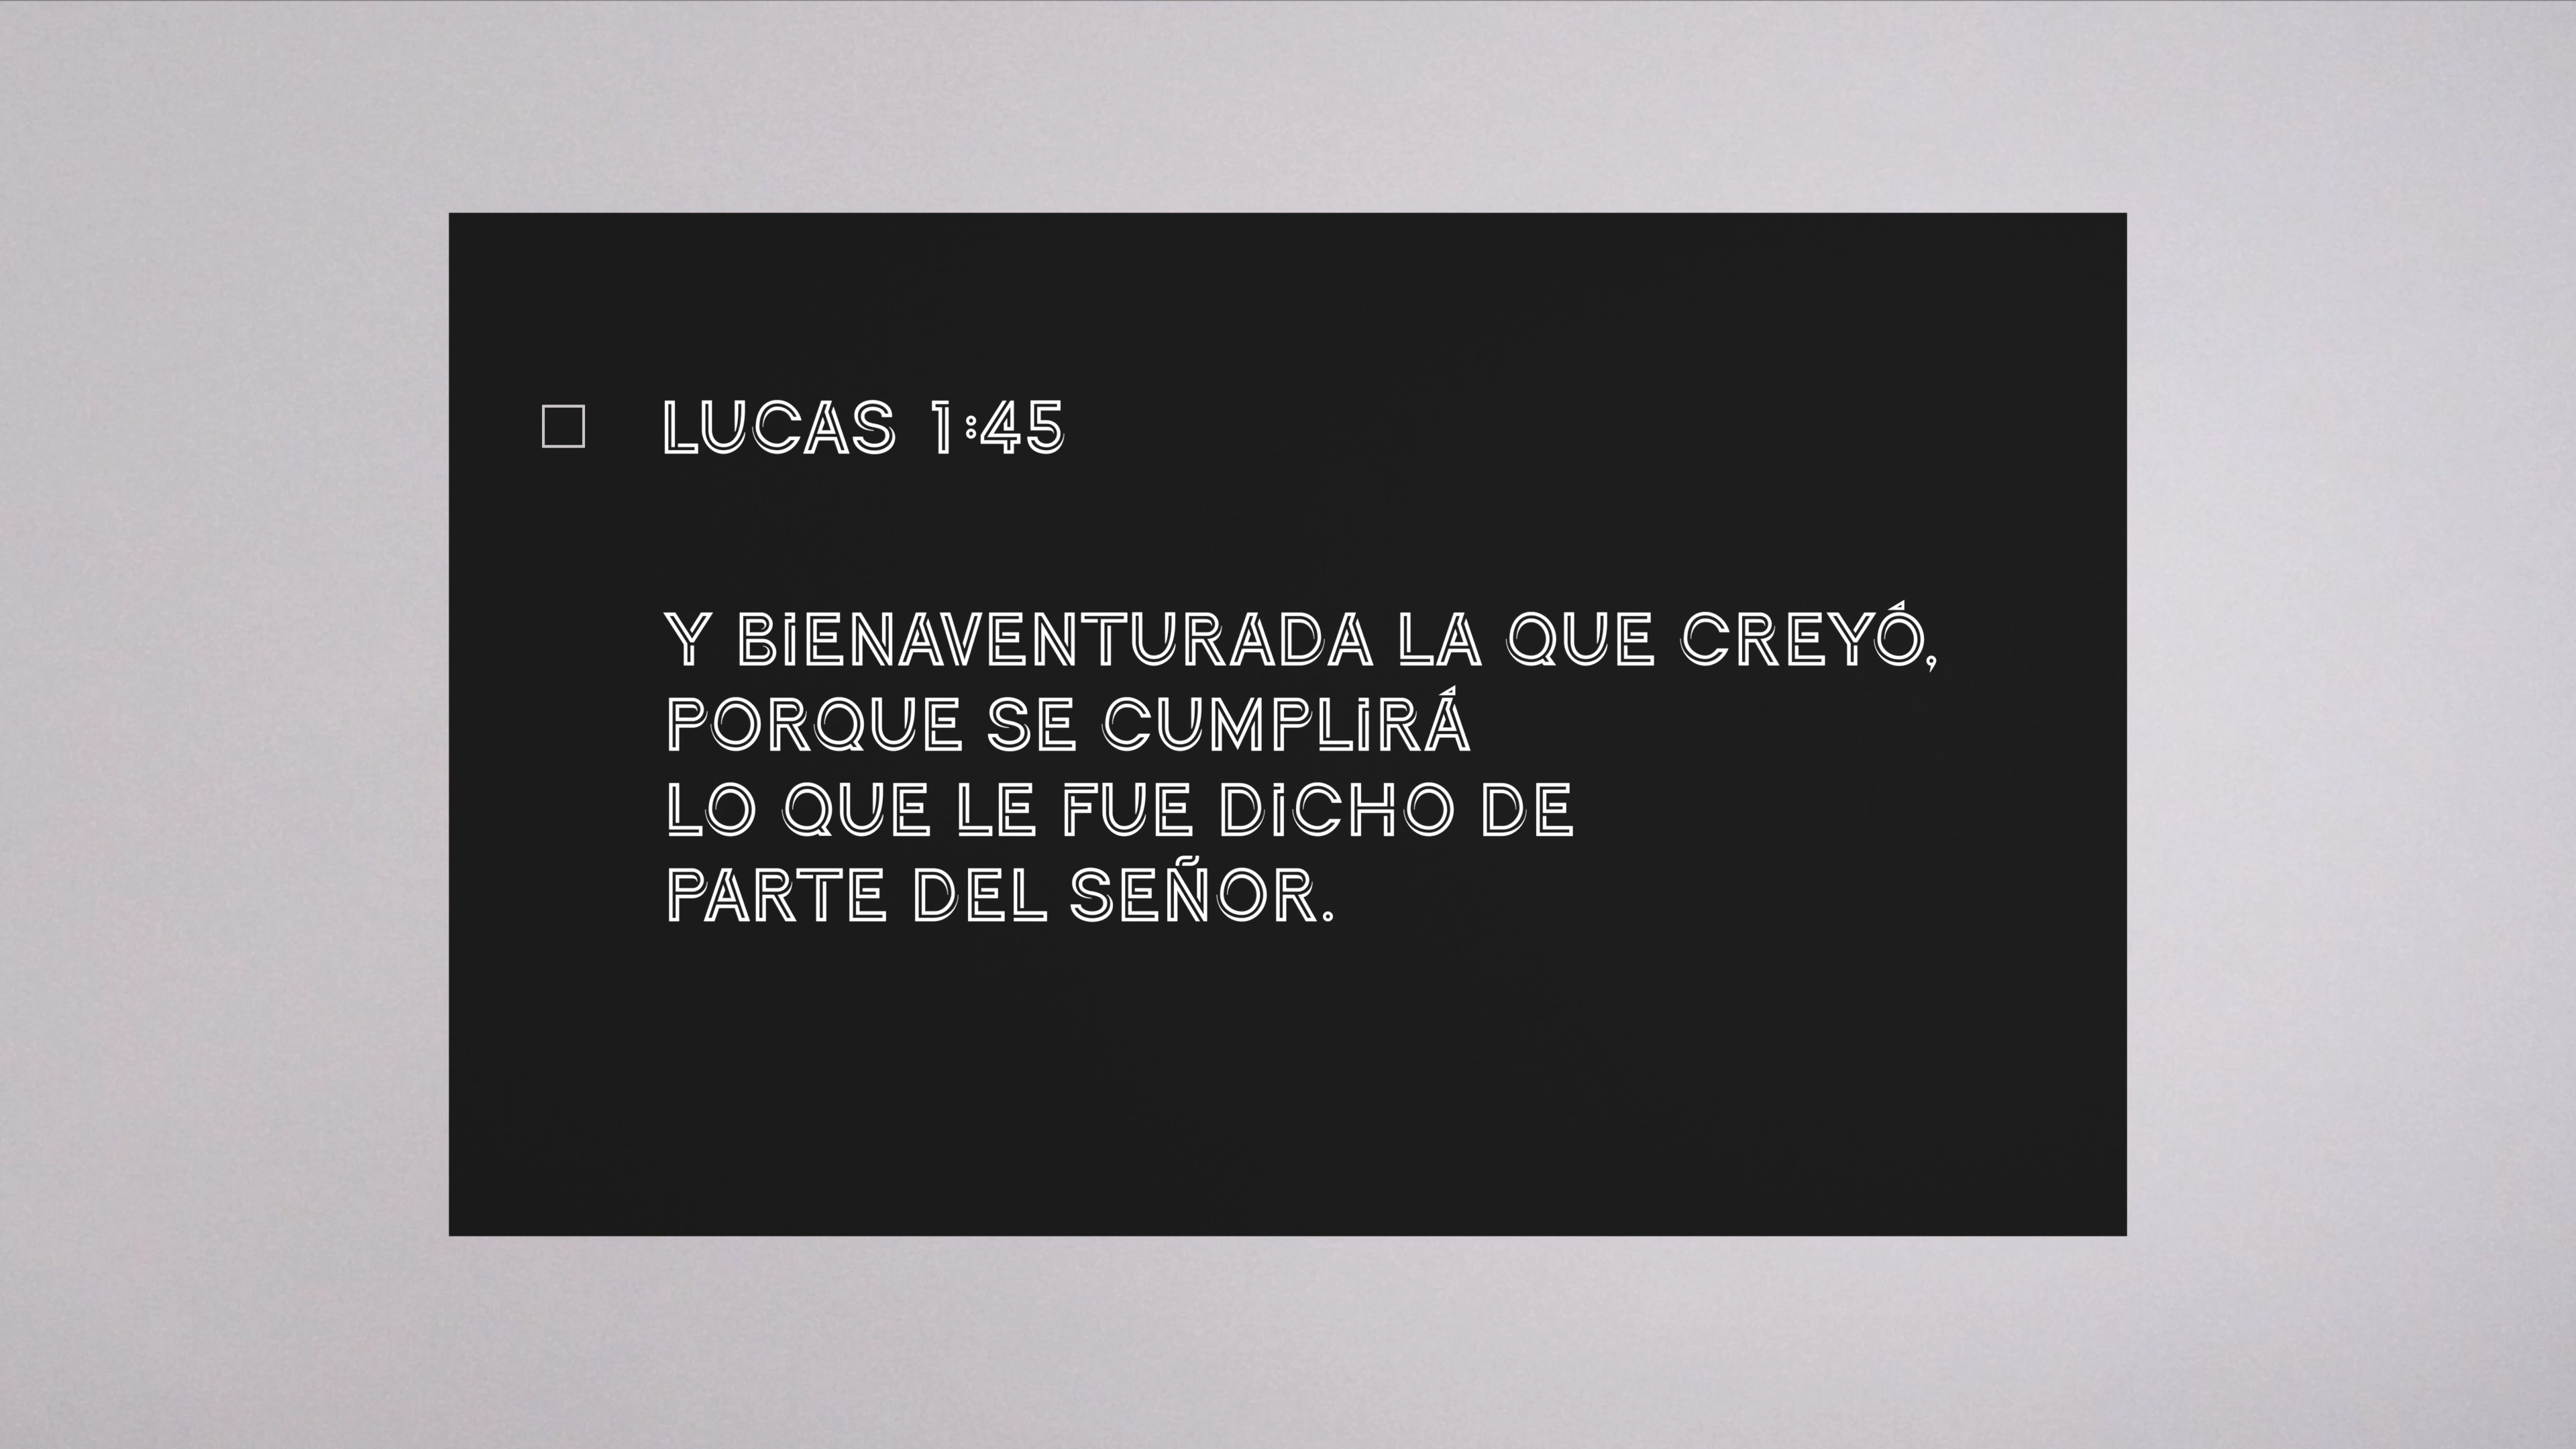 LUCAS 1:45
Y BIENAVENTURADA LA QUE CREYÓ,
PORQUE SE CUMPLIRÁ
LO QUE LE FUE DICHO DE
PARTE DEL SEÑOR.